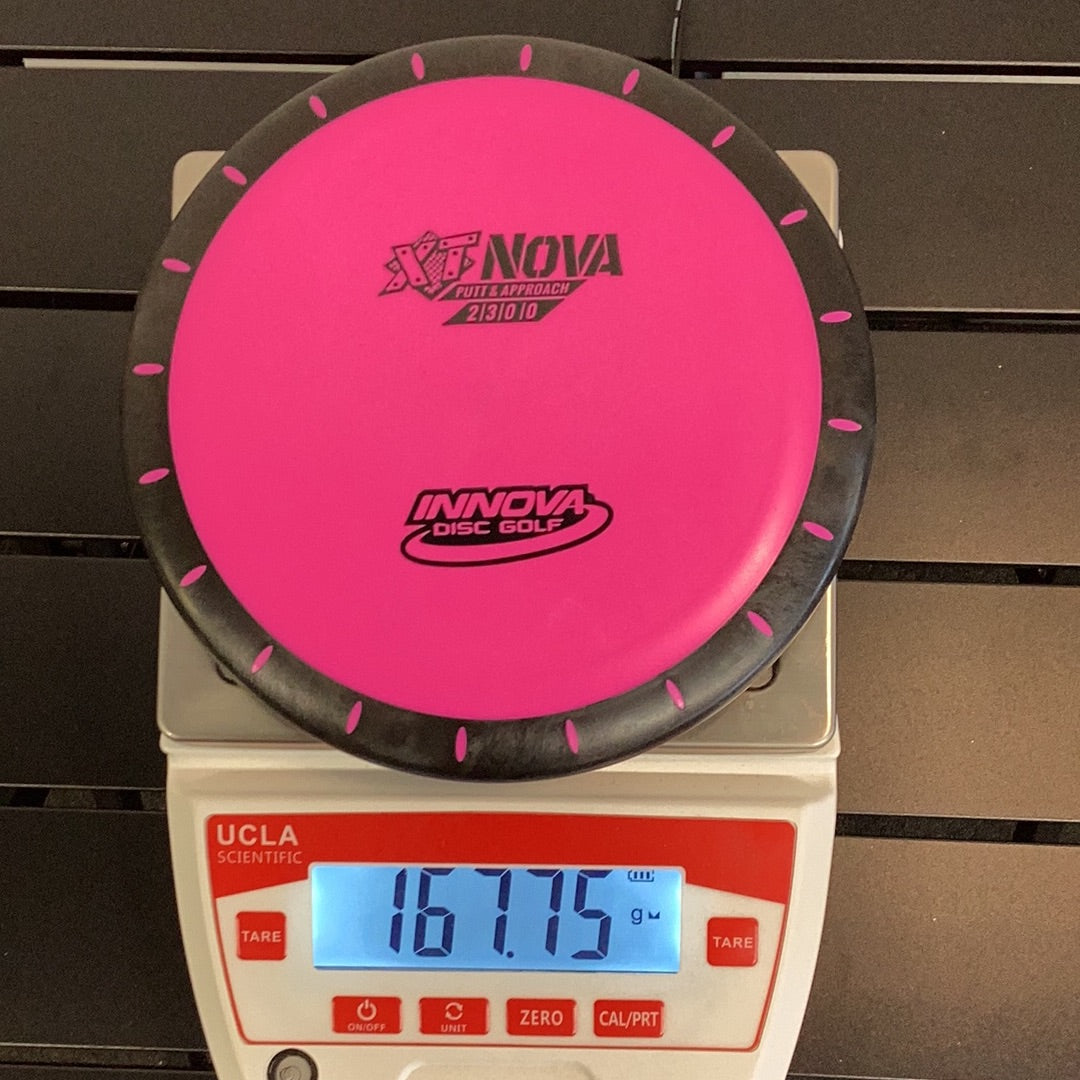 XT NOVA
PUTT & APPROACH
2|3|0|0
INNOVA
DISC GOLF
UCLA
SCIENTIFIC
167.75 g
TARE
TARE
ON/OFF
UNIT
ZERO
CAL/PRT